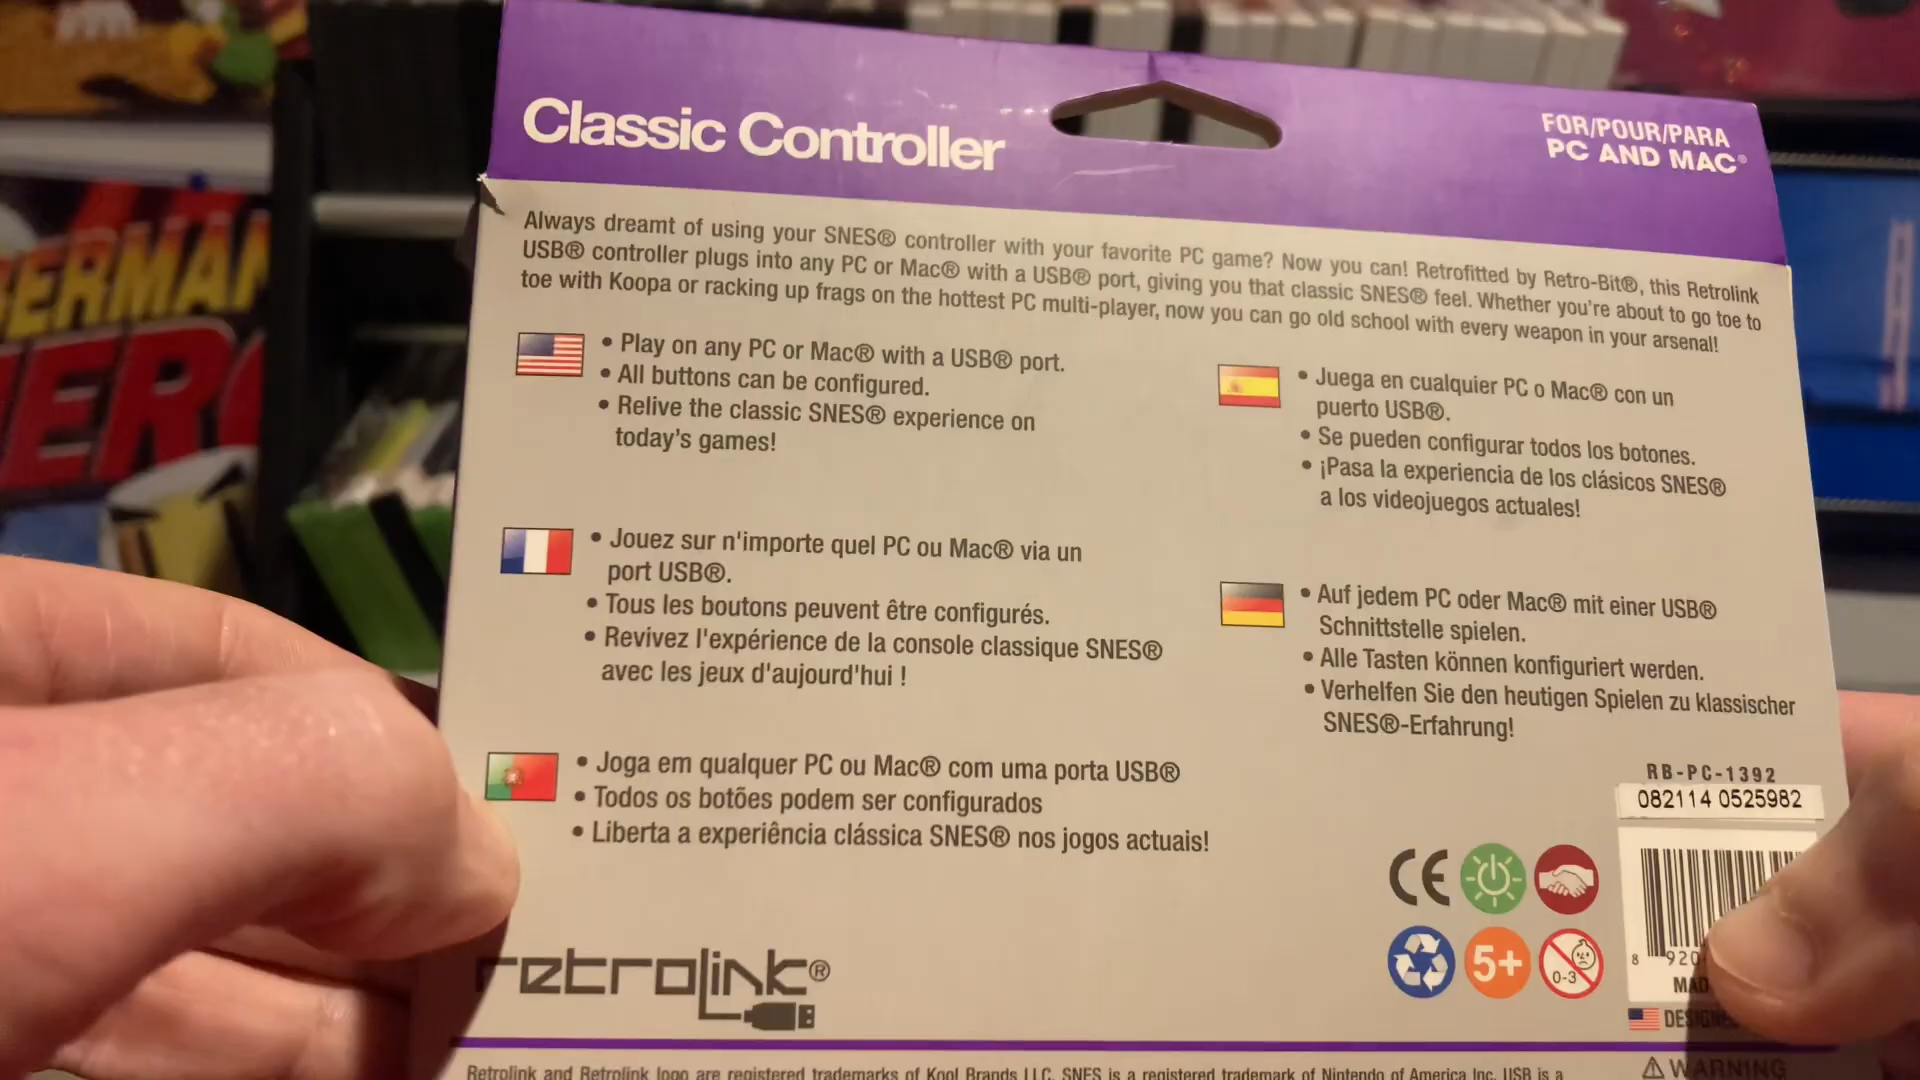 Classic Controller
FOR/POUR/PARA
PC AND MAC®
Always dreamt of using your SNES® controller with your favorite PC game? Now you can! Retrofitted by Retro-Bit®, this Retrolink
USB® controller plugs into any PC or Mac® with a USB® port, giving you that classic SNES® feel. Whether you're about to go toe to
toe with Koopa or racking up frags on the hottest PC multi-player, now you can go old school with every weapon in your arsenal!
• Play on any PC or Mac® with a USB® port.
• All buttons can be configured.
• Relive the classic SNES® experience on
today's games!
• Juega en cualquier PC o Mac® con un
puerto USB®.
• Se pueden configurar todos los botones.
• ¡Pasa la experiencia de los clásicos SNES®
a los videojuegos actuales!
• Jouez sur n'importe quel PC ou Mac® via un
port USB®.
• Tous les boutons peuvent être configurés.
• Revivez l'expérience de la console classique SNES®
avec les jeux d'aujourd'hui !
• Auf jedem PC oder Mac® mit einer USB®
Schnittstelle spielen.
• Alle Tasten können konfiguriert werden.
• Verhelfen Sie den heutigen Spielen zu klassischer
SNES®-Erfahrung!
• Joga em qualquer PC ou Mac® com uma porta USB®
• Todos os botões podem ser configurados
• Liberta a experiência clássica SNES® nos jogos actuais!
RB-PC-1392
082114 0525982
CE
5+
0-3
8 920
retrolink®
Retrolink and Retrolink logo are registered trademarks of Kool Brands LLC. SNES is a registered trademark of Nintendo of America Inc. USB is a
WARNING
ERMAN
ERO